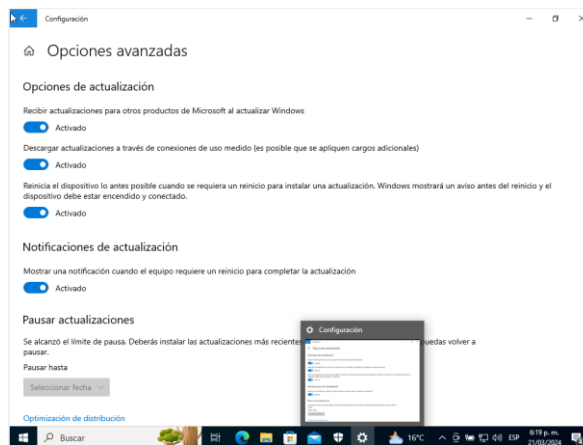 Configuración
Opciones avanzadas
Opciones de actualización
Recibir actualizaciones para otros productos de Microsoft al actualizar Windows
Activado
Descargar actualizaciones a través de conexiones de uso medido (es posible que se apliquen cargos adicionales)
Activado
Reinicia el dispositivo lo antes posible cuando se requiera un reinicio para instalar una actualización. Windows mostrará un aviso antes del reinicio y el
dispositivo debe estar encendido y conectado.
Activado
Notificaciones de actualización
Mostrar una notificación cuando el equipo requiere un reinicio para completar la actualización
Activado
Pausar actualizaciones
Configuración
Se alcanzó el límite de pausa. Deberás instalar las actualizaciones más recientes puedas volver a
pausar.
Pausar hasta
Seleccionar fecha
Optimización de distribución
Buscar
16°C
ESP
6:19 p. m.
21/03/2024